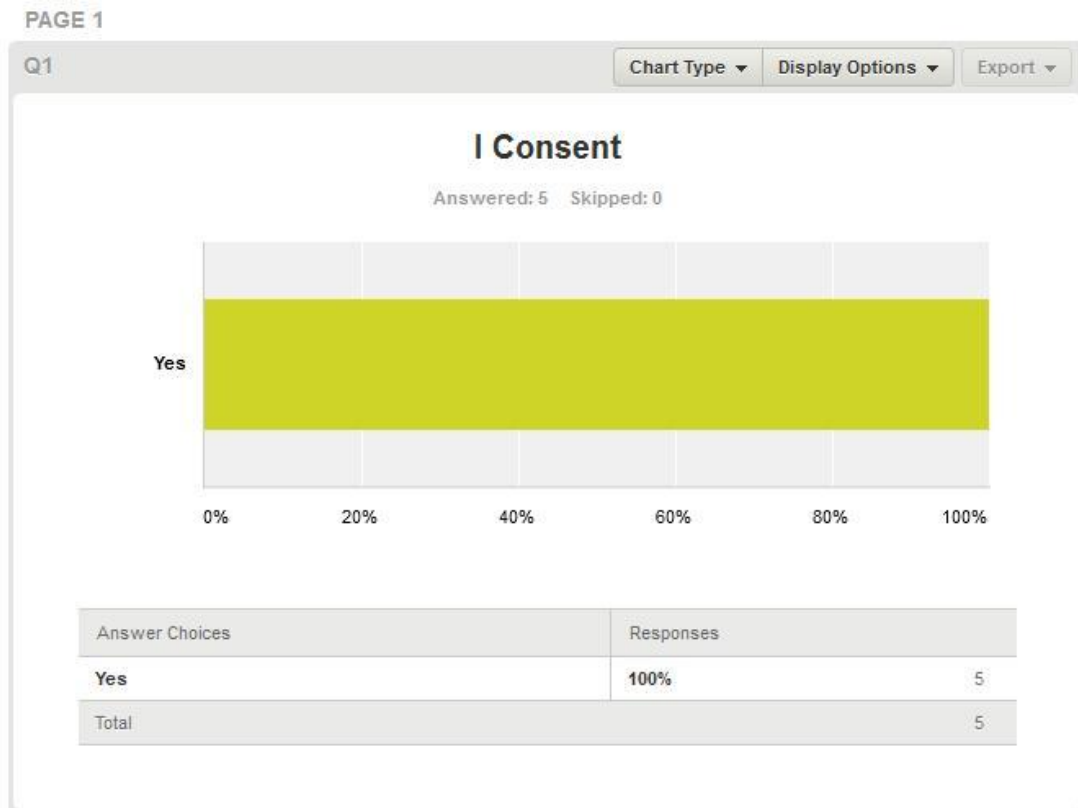 PAGE 1
Q1 Chart Type Display Options Export
I Consent
Answered: 5 Skipped: 0
Yes
0% 20% 40% 60% 80% 100%
Answer Choices Responses
Yes 100% 5
Total 5